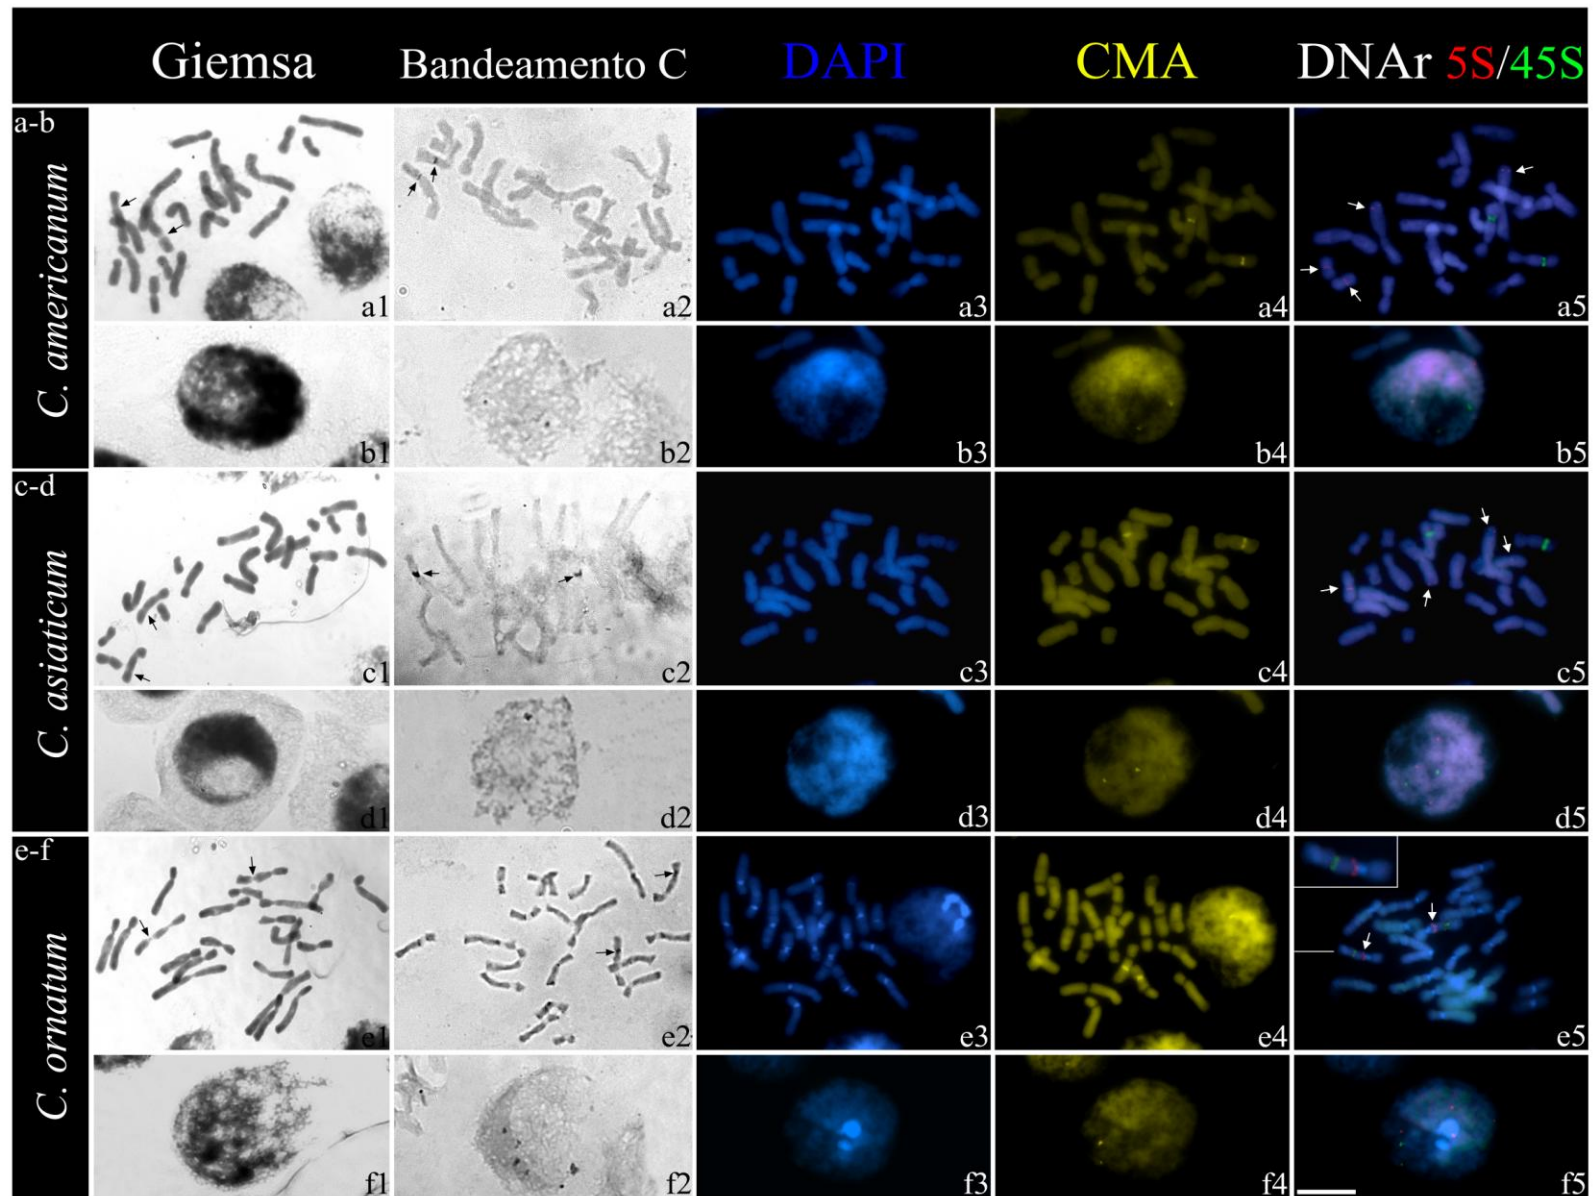 Giemsa Bandeamento C DAPI CMA DNAr 5S/45S
a-b
C. americanum
a1 a2 a3 a4 a5
b1 b2 b3 b4 b5
c-d
C. asiaticum
c1 c2 c3 c4 c5
d1 d2 d3 d4 d5
e-f
C. ornatum
e1 e2 e3 e4 e5
f1 f2 f3 f4 f5